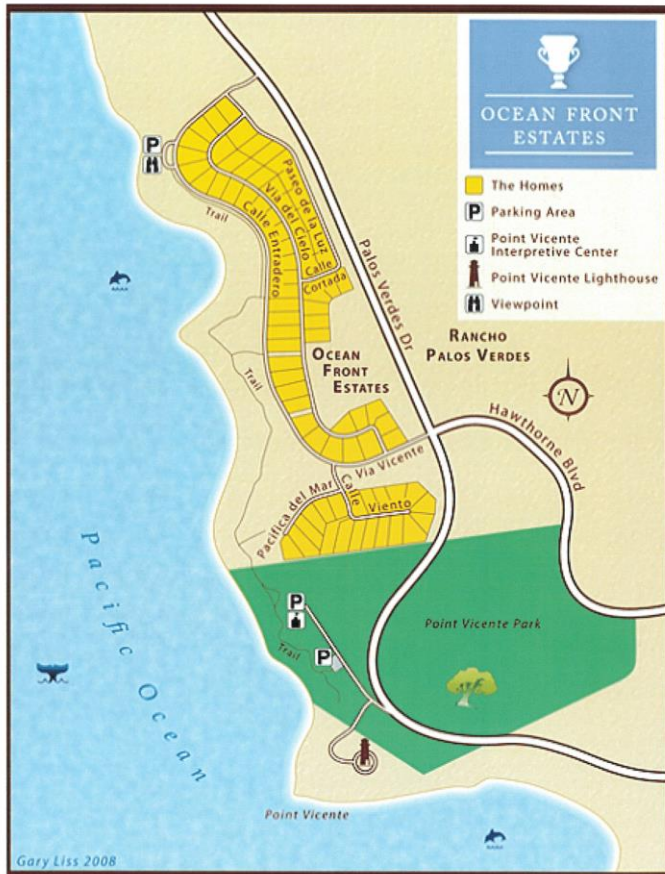 OCEAN FRONT
ESTATES
The Homes
P
Parking Area
Point Vicente
Interpretive Center
Point Vicente Lighthouse
Viewpoint
P
Trail
Paseo de la Luz
Via del Cielo
Calle Entradero
Calle
Cortada
Palos Verdes Dr
RANCHO
PALOS VERDES
OCEAN
FRONT
ESTATES
N
Trail
Hawthorne Blvd
Via Vicente
Pacifica del Mar
Calle
Viento
Pacific Ocean
P
Point Vicente Park
Trail
P
Point Vicente
Gary Liss 2008